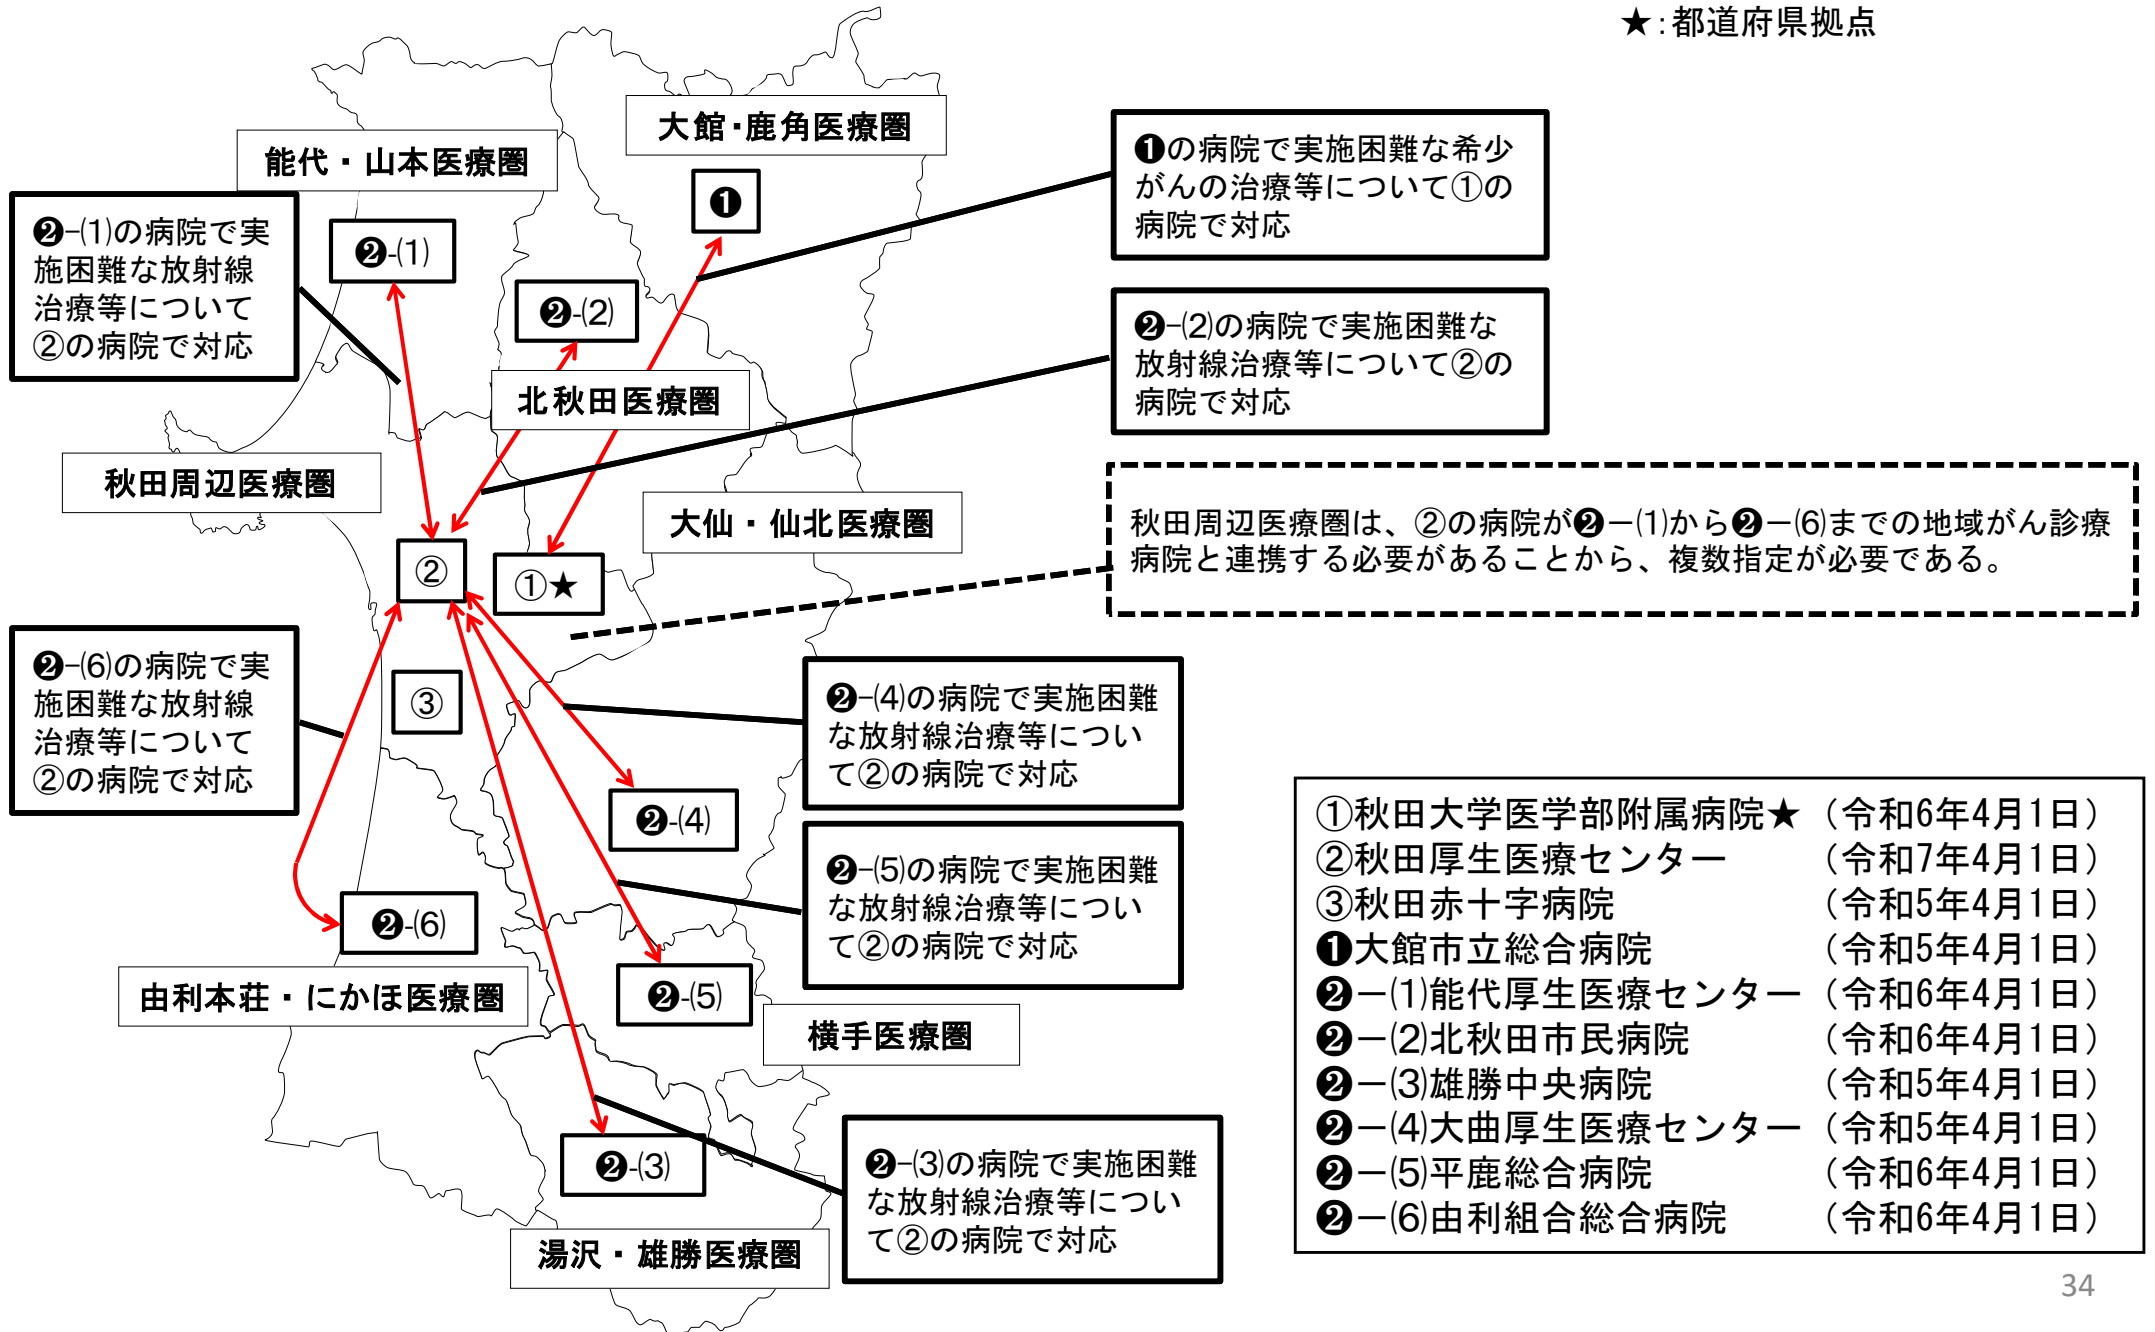 ★:都道府県拠点
大館・鹿角医療圏
能代・山本医療圏
❶
❶の病院で実施困難な希少
がんの治療等について①の
病院で対応
❷-⑴の病院で実
施困難な放射線
治療等について
②の病院で対応
❷-⑴
❷-⑵
❷-⑵の病院で実施困難な
放射線治療等について②の
病院で対応
北秋田医療圏
秋田周辺医療圏
大仙・仙北医療圏
秋田周辺医療圏は、②の病院が❷－⑴から❷－⑹までの地域がん診療
病院と連携する必要があることから、複数指定が必要である。
②
①★
❷-⑹の病院で実
施困難な放射線
治療等について
②の病院で対応
③
❷-⑷の病院で実施困難
な放射線治療等につい
て②の病院で対応
❷-⑷
❷-⑸の病院で実施困難
な放射線治療等につい
て②の病院で対応
❷-⑹
❷-⑸
由利本荘・にかほ医療圏
横手医療圏
❷-⑶
❷-⑶の病院で実施困難
な放射線治療等につい
て②の病院で対応
湯沢・雄勝医療圏
①秋田大学医学部附属病院★（令和6年4月1日）
②秋田厚生医療センター（令和7年4月1日）
③秋田赤十字病院（令和5年4月1日）
❶大館市立総合病院（令和5年4月1日）
❷－⑴能代厚生医療センター（令和6年4月1日）
❷－⑵北秋田市民病院（令和6年4月1日）
❷－⑶雄勝中央病院（令和5年4月1日）
❷－⑷大曲厚生医療センター（令和5年4月1日）
❷－⑸平鹿総合病院（令和6年4月1日）
❷－⑹由利組合総合病院（令和6年4月1日）
34